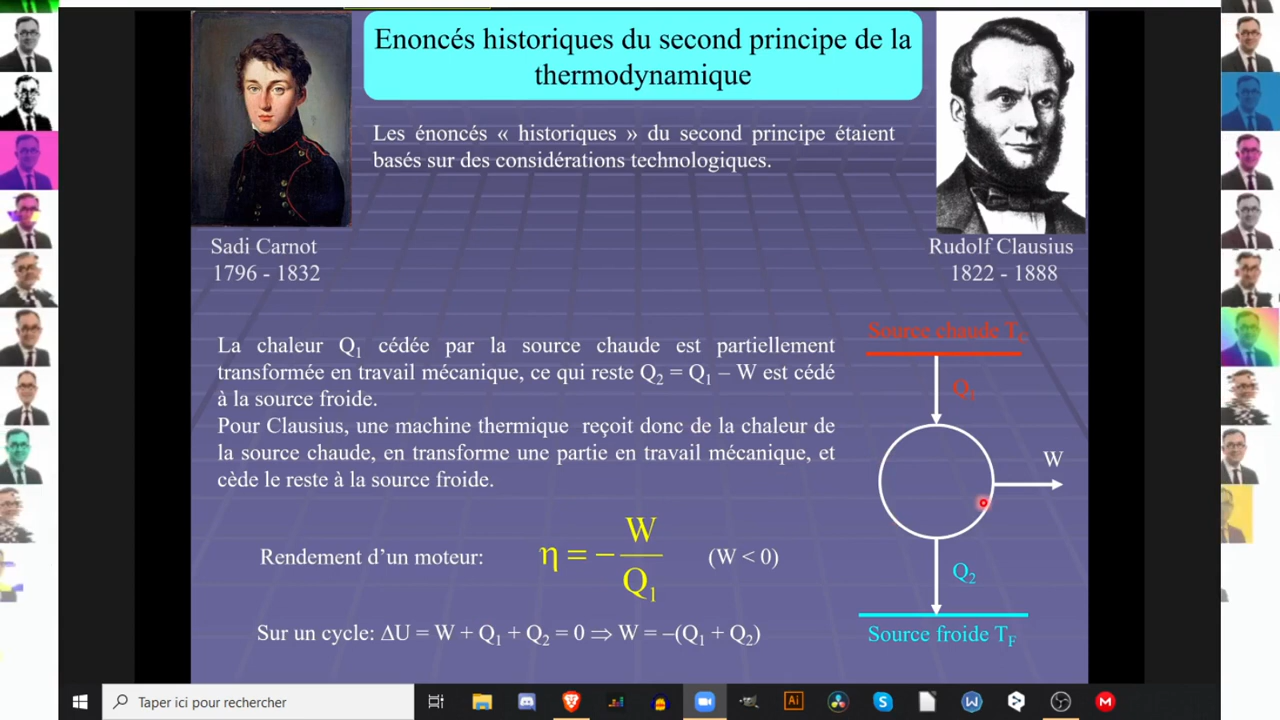 Enoncés historiques du second principe de la
thermodynamique
Les énoncés « historiques » du second principe étaient
basés sur des considérations technologiques.
Sadi Carnot
1796 - 1832
Rudolf Clausius
1822 - 1888
La chaleur Q₁ cédée par la source chaude est partiellement
transformée en travail mécanique, ce qui reste Q₂ = Q₁ – W est cédé
à la source froide.
Pour Clausius, une machine thermique reçoit donc de la chaleur de
la source chaude, en transforme une partie en travail mécanique, et
cède le reste à la source froide.
Rendement d’un moteur:
η = − W / Q₁
(W < 0)
Sur un cycle: ΔU = W + Q₁ + Q₂ = 0 ⇒ W = –(Q₁ + Q₂)
Source chaude T
Q₁
W
Q₂
Source froide T_F
Taper ici pour rechercher
Ai